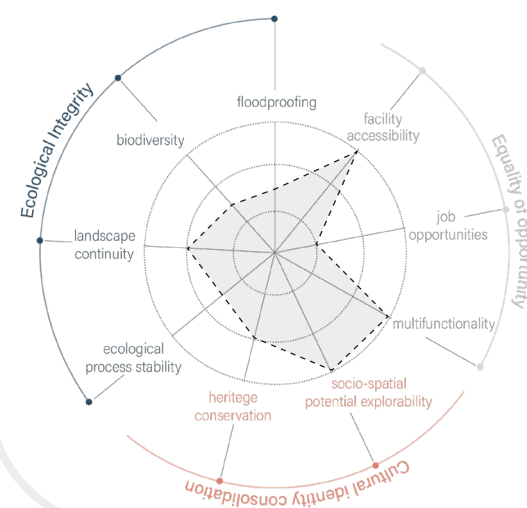 floodproofing
facility
accessibility
biodiversity
Ecological Integrity
Equality of opportunity
job
opportunities
landscape
continuity
multifunctionality
ecological
process stability
heritege
conservation
socio-spatial
potential explorability
Cultural identity consolidation